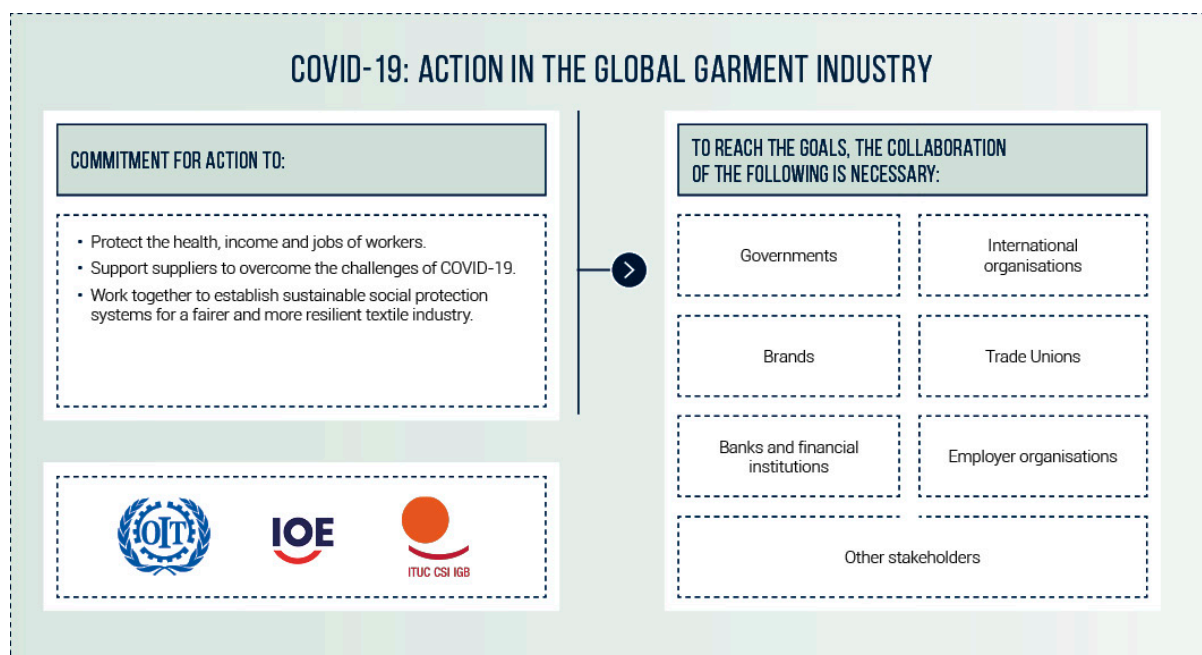 COVID-19: ACTION IN THE GLOBAL GARMENT INDUSTRY
COMMITMENT FOR ACTION TO:
• Protect the health, income and jobs of workers.
• Support suppliers to overcome the challenges of COVID-19.
• Work together to establish sustainable social protection
systems for a fairer and more resilient textile industry.
OIT
IOE
ITUC CSI IGB
TO REACH THE GOALS, THE COLLABORATION
OF THE FOLLOWING IS NECESSARY:
Governments
International
organisations
Brands
Trade Unions
Banks and financial
institutions
Employer organisations
Other stakeholders